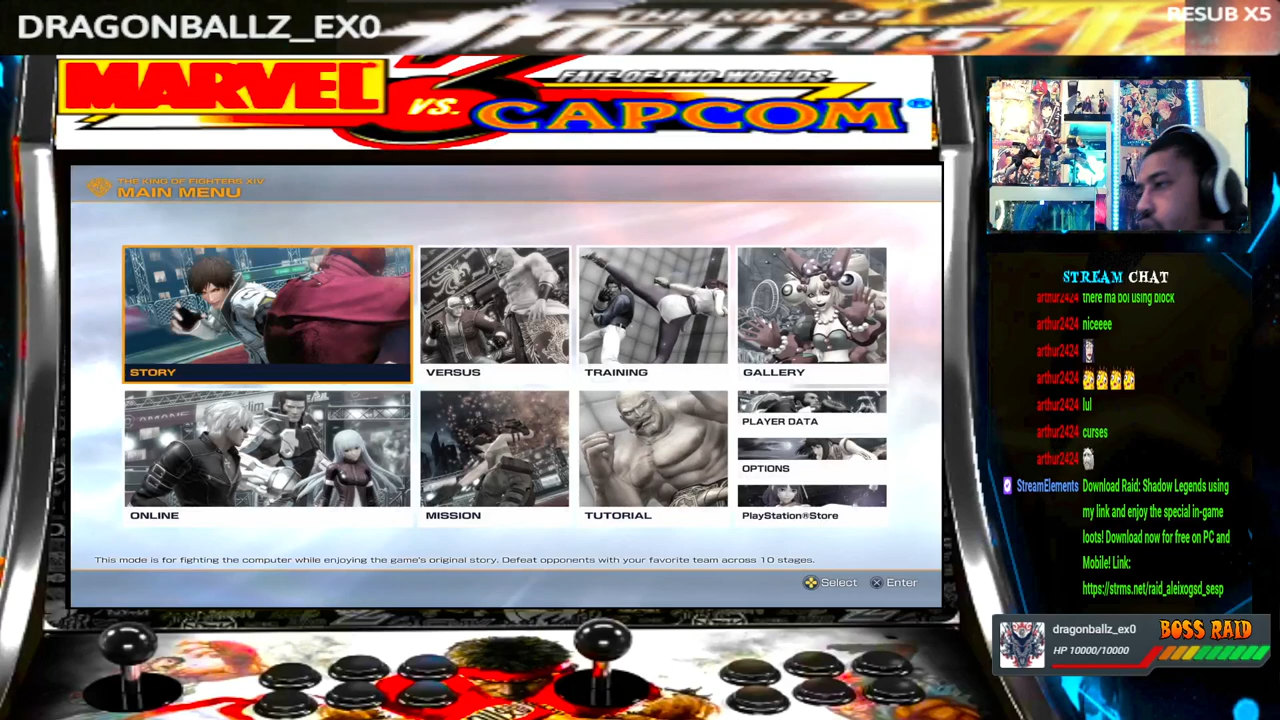 DRAGONBALLZ_EX0
THE KING OF
Fighters
RESUB X5
MARVEL VS. CAPCOM®
3
FATE OF TWO WORLDS
THE KING OF FIGHTERS XIV
MAIN MENU
STORY
VERSUS
TRAINING
GALLERY
ONLINE
MISSION
TUTORIAL
PLAYER DATA
OPTIONS
PlayStation®Store
This mode is for fighting the computer while enjoying the game's original story. Defeat opponents with your favorite team across 10 stages.
Select Enter
STREAM CHAT
arthur2424 there ma boi using block
arthur2424 niceeee
arthur2424
arthur2424
arthur2424 lul
arthur2424 curses
arthur2424
StreamElements Download Raid: Shadow Legends using
my link and enjoy the special in-game
loots! Download now for free on PC and
Mobile! Link:
https://strms.net/raid_aleixogsd_sesp
dragonballz_ex0 BOSS RAID
HP 10000/10000